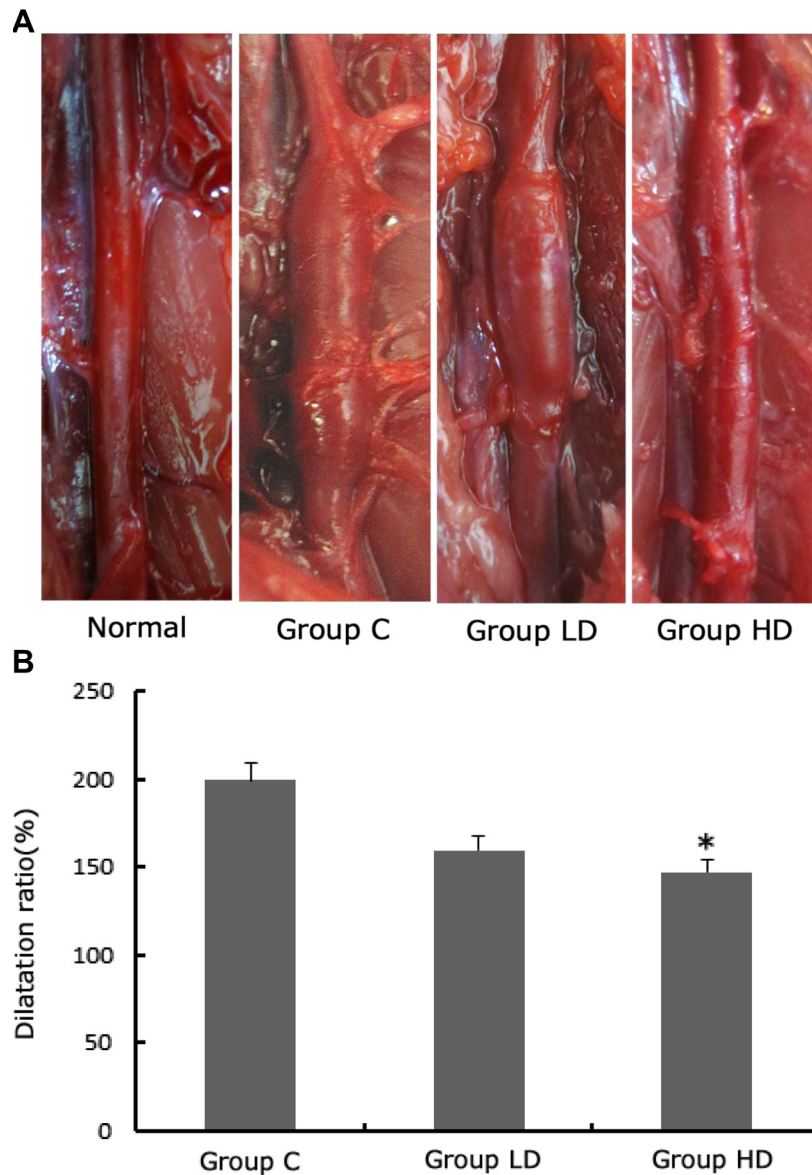 A
Normal Group C Group LD Group HD
B
250
200
150
100
50
0
Dilatation ratio(%)
*
Group C Group LD Group HD